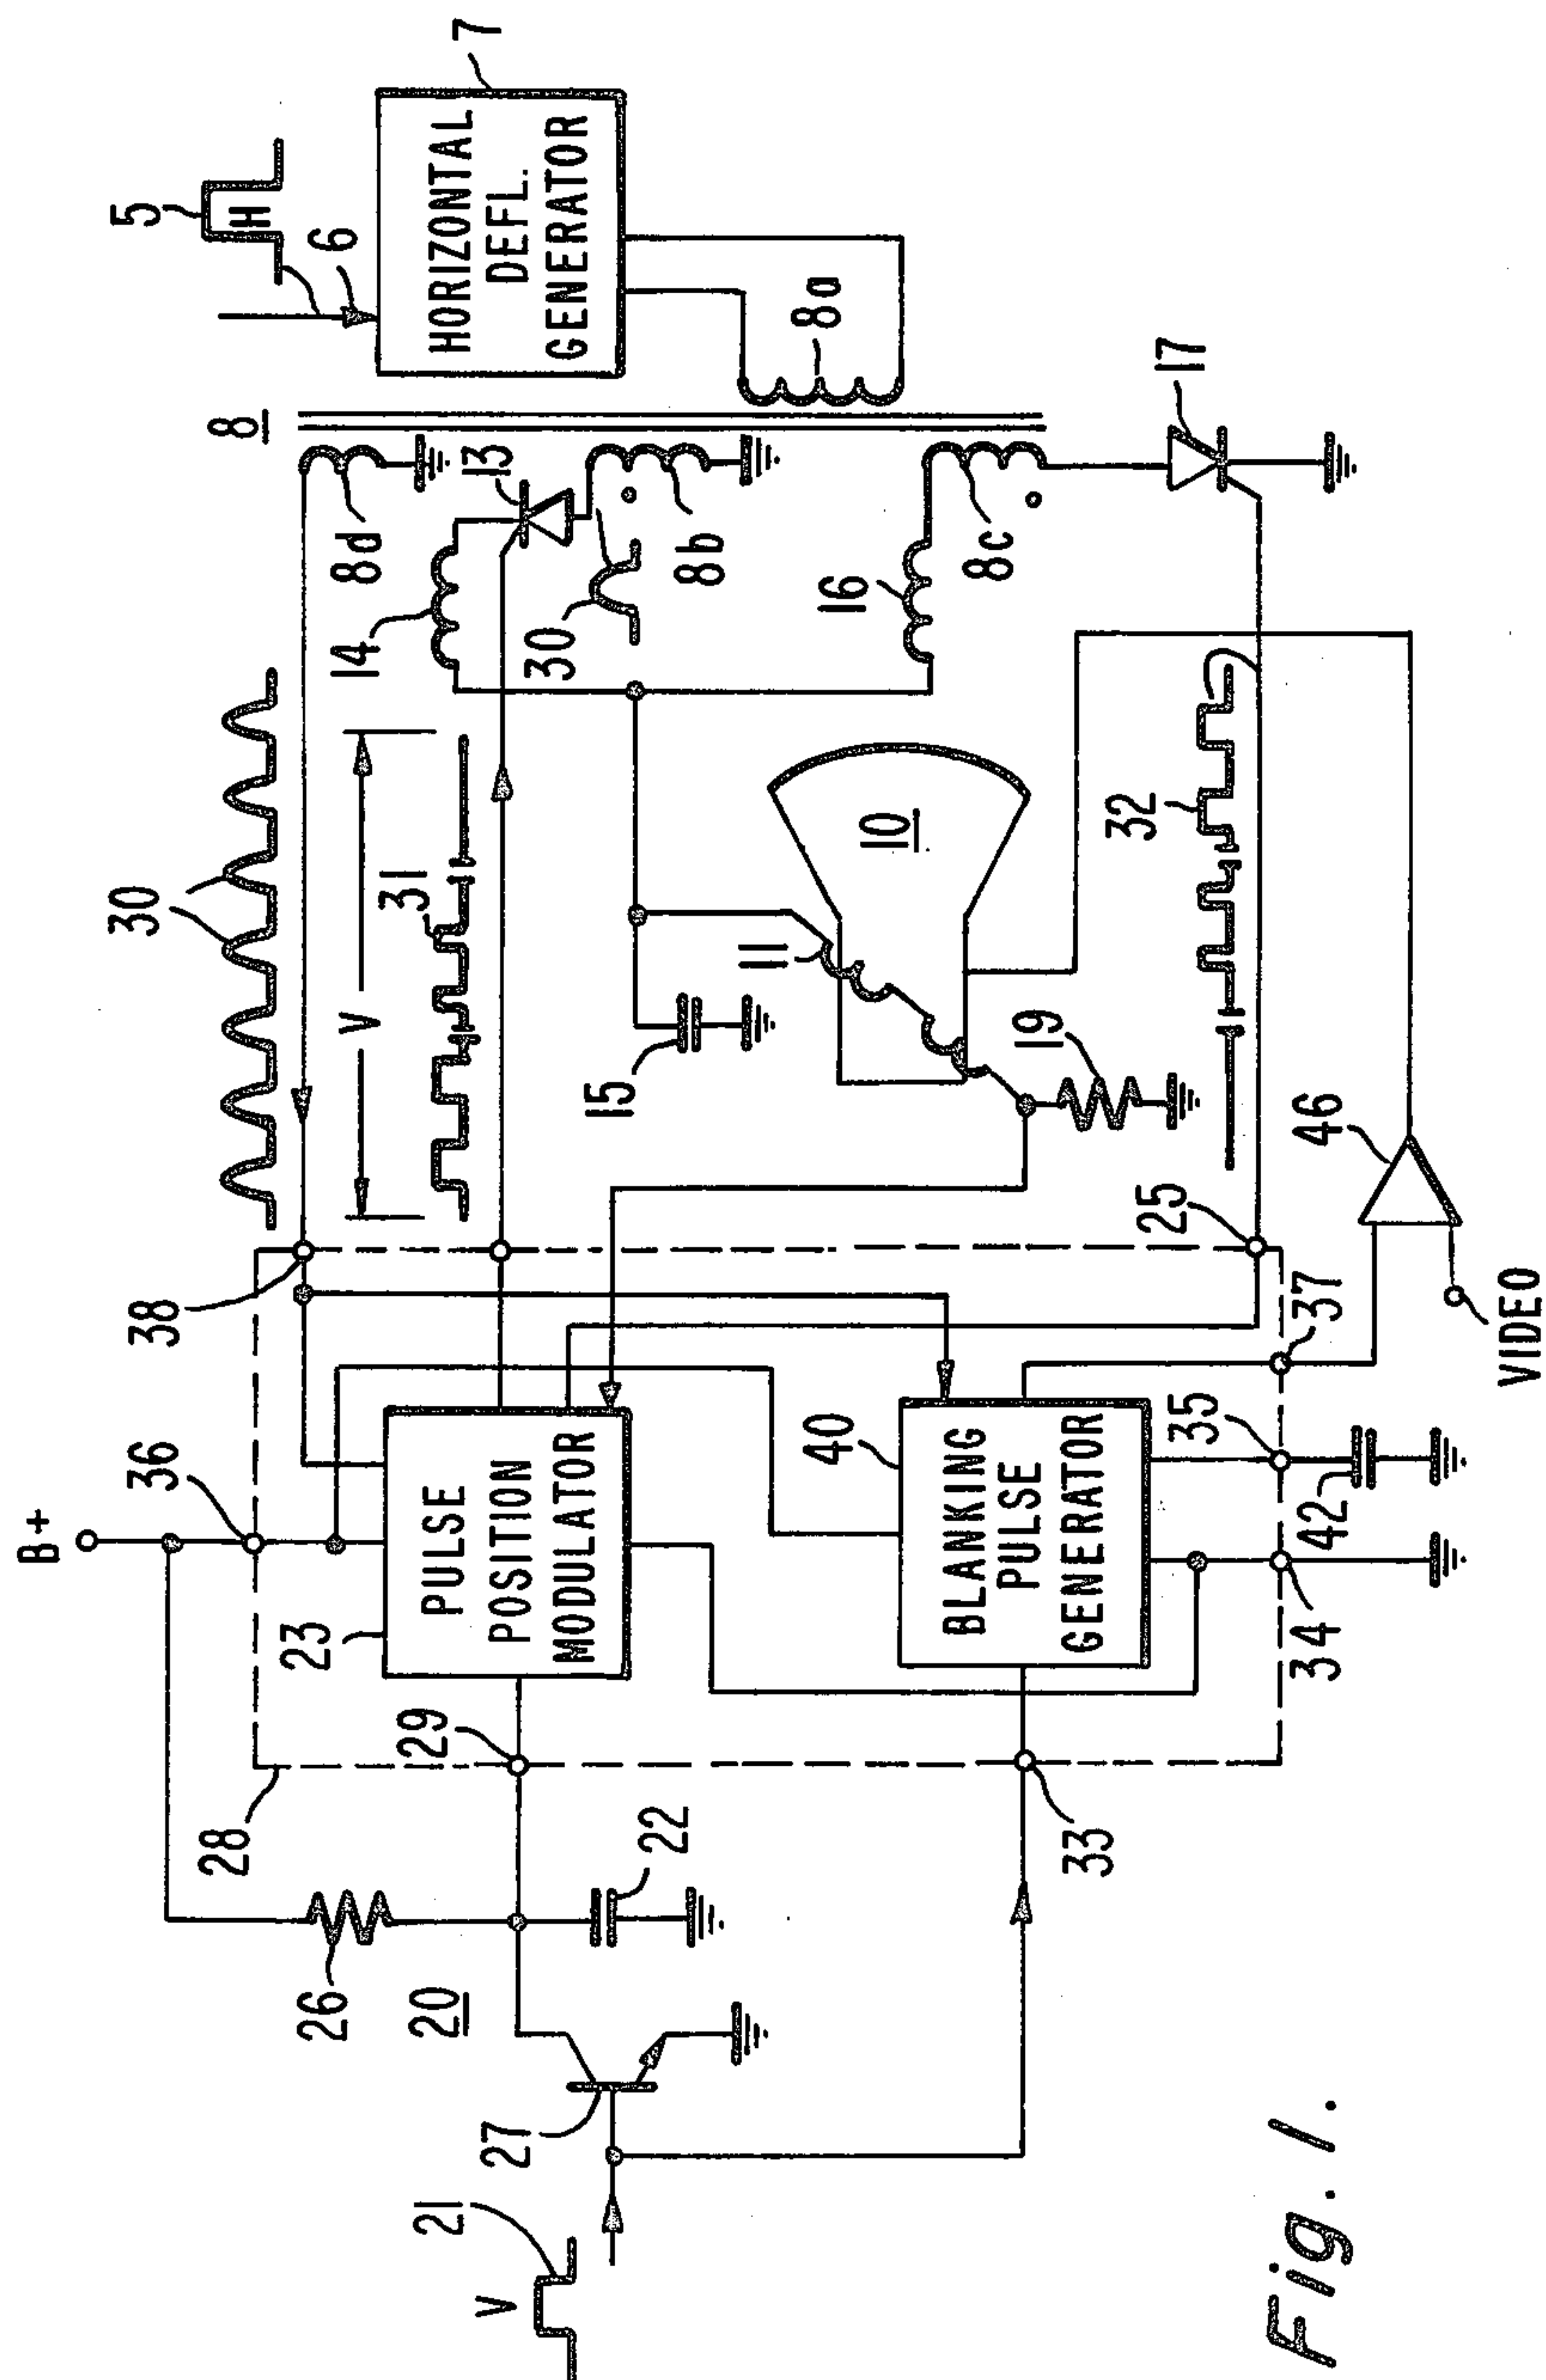 B+
36
38
30
5
H
6
8
7
HORIZONTAL
DEFL.
GENERATOR
8a
8d
13
14
30
8b
16
8c
17
V
31
32
10
11
15
19
46
25
37
VIDEO
23
PULSE
POSITION
MODULATOR
40
BLANKING
PULSE
GENERATOR
35
42
34
28
29
33
22
26
20
27
21
V
Fig. 1.